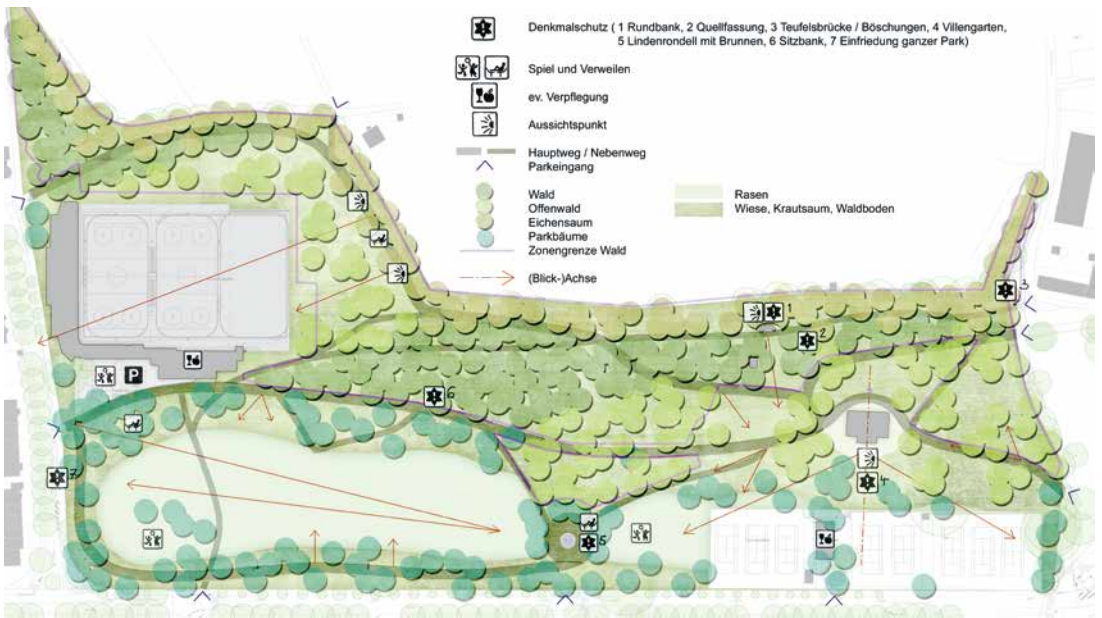 Denkmalschutz ( 1 Rundbank, 2 Quellfassung, 3 Teufelsbrücke / Böschungen, 4 Villengarten,
5 Lindenrondell mit Brunnen, 6 Sitzbank, 7 Einfriedung ganzer Park)
Spiel und Verweilen
ev. Verpflegung
Aussichtspunkt
Hauptweg / Nebenweg
Parkeingang
Wald
Offenwald
Eichensaum
Parkbäume
Zonengrenze Wald
(Blick-)Achse
Rasen
Wiese, Krautsaum, Waldboden
3
1
2
P
6
7
4
5